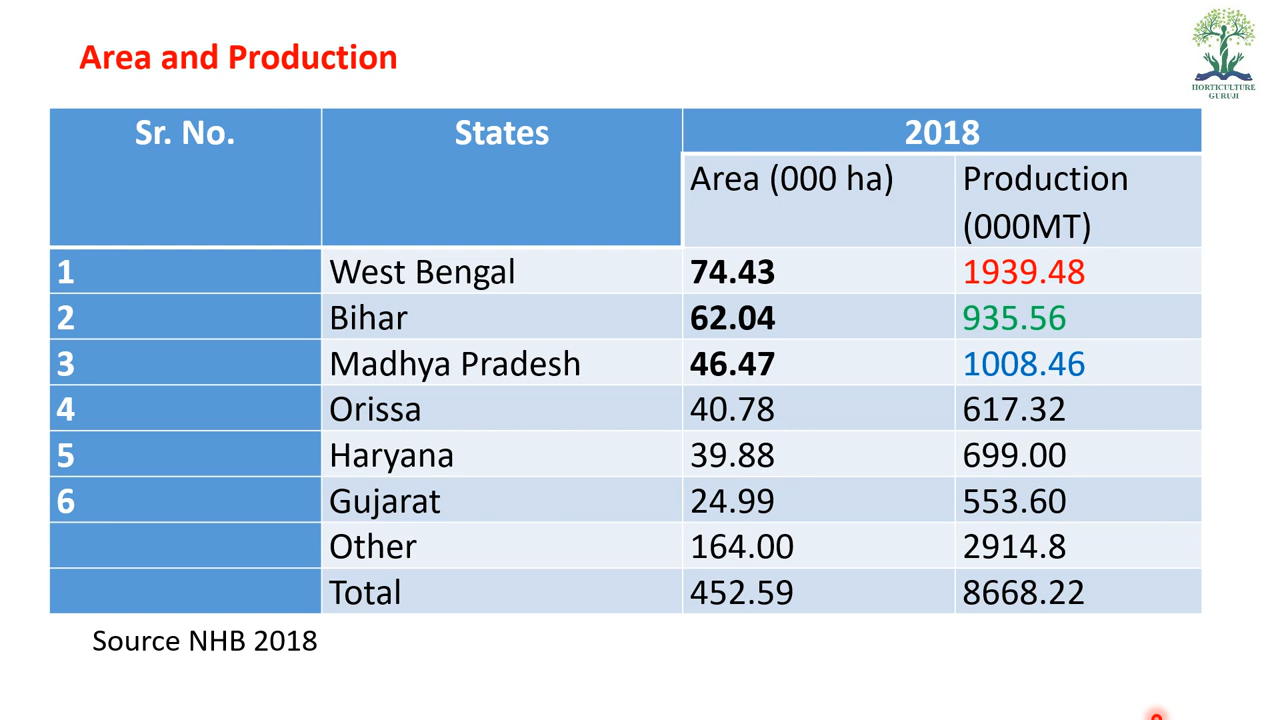 Area and Production
HORTICULTURE
GURUJI
Sr. No. States 2018
Area (000 ha) Production
(000MT)
1 West Bengal 74.43 1939.48
2 Bihar 62.04 935.56
3 Madhya Pradesh 46.47 1008.46
4 Orissa 40.78 617.32
5 Haryana 39.88 699.00
6 Gujarat 24.99 553.60
Other 164.00 2914.8
Total 452.59 8668.22
Source NHB 2018